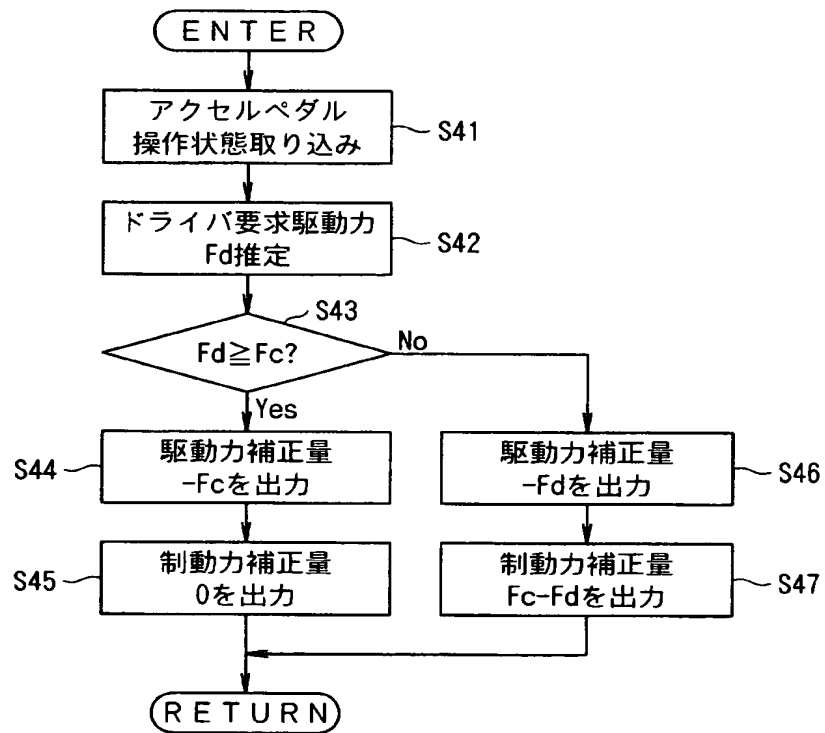 ENTER
アクセルペダル
操作状態取り込み
S41
ドライバ要求駆動力
Fd推定
S42
S43
Fd≧Fc?
No
Yes
S44
駆動力補正量
-Fcを出力
駆動力補正量
-Fdを出力
S46
S45
制動力補正量
0を出力
制動力補正量
Fc-Fdを出力
S47
RETURN